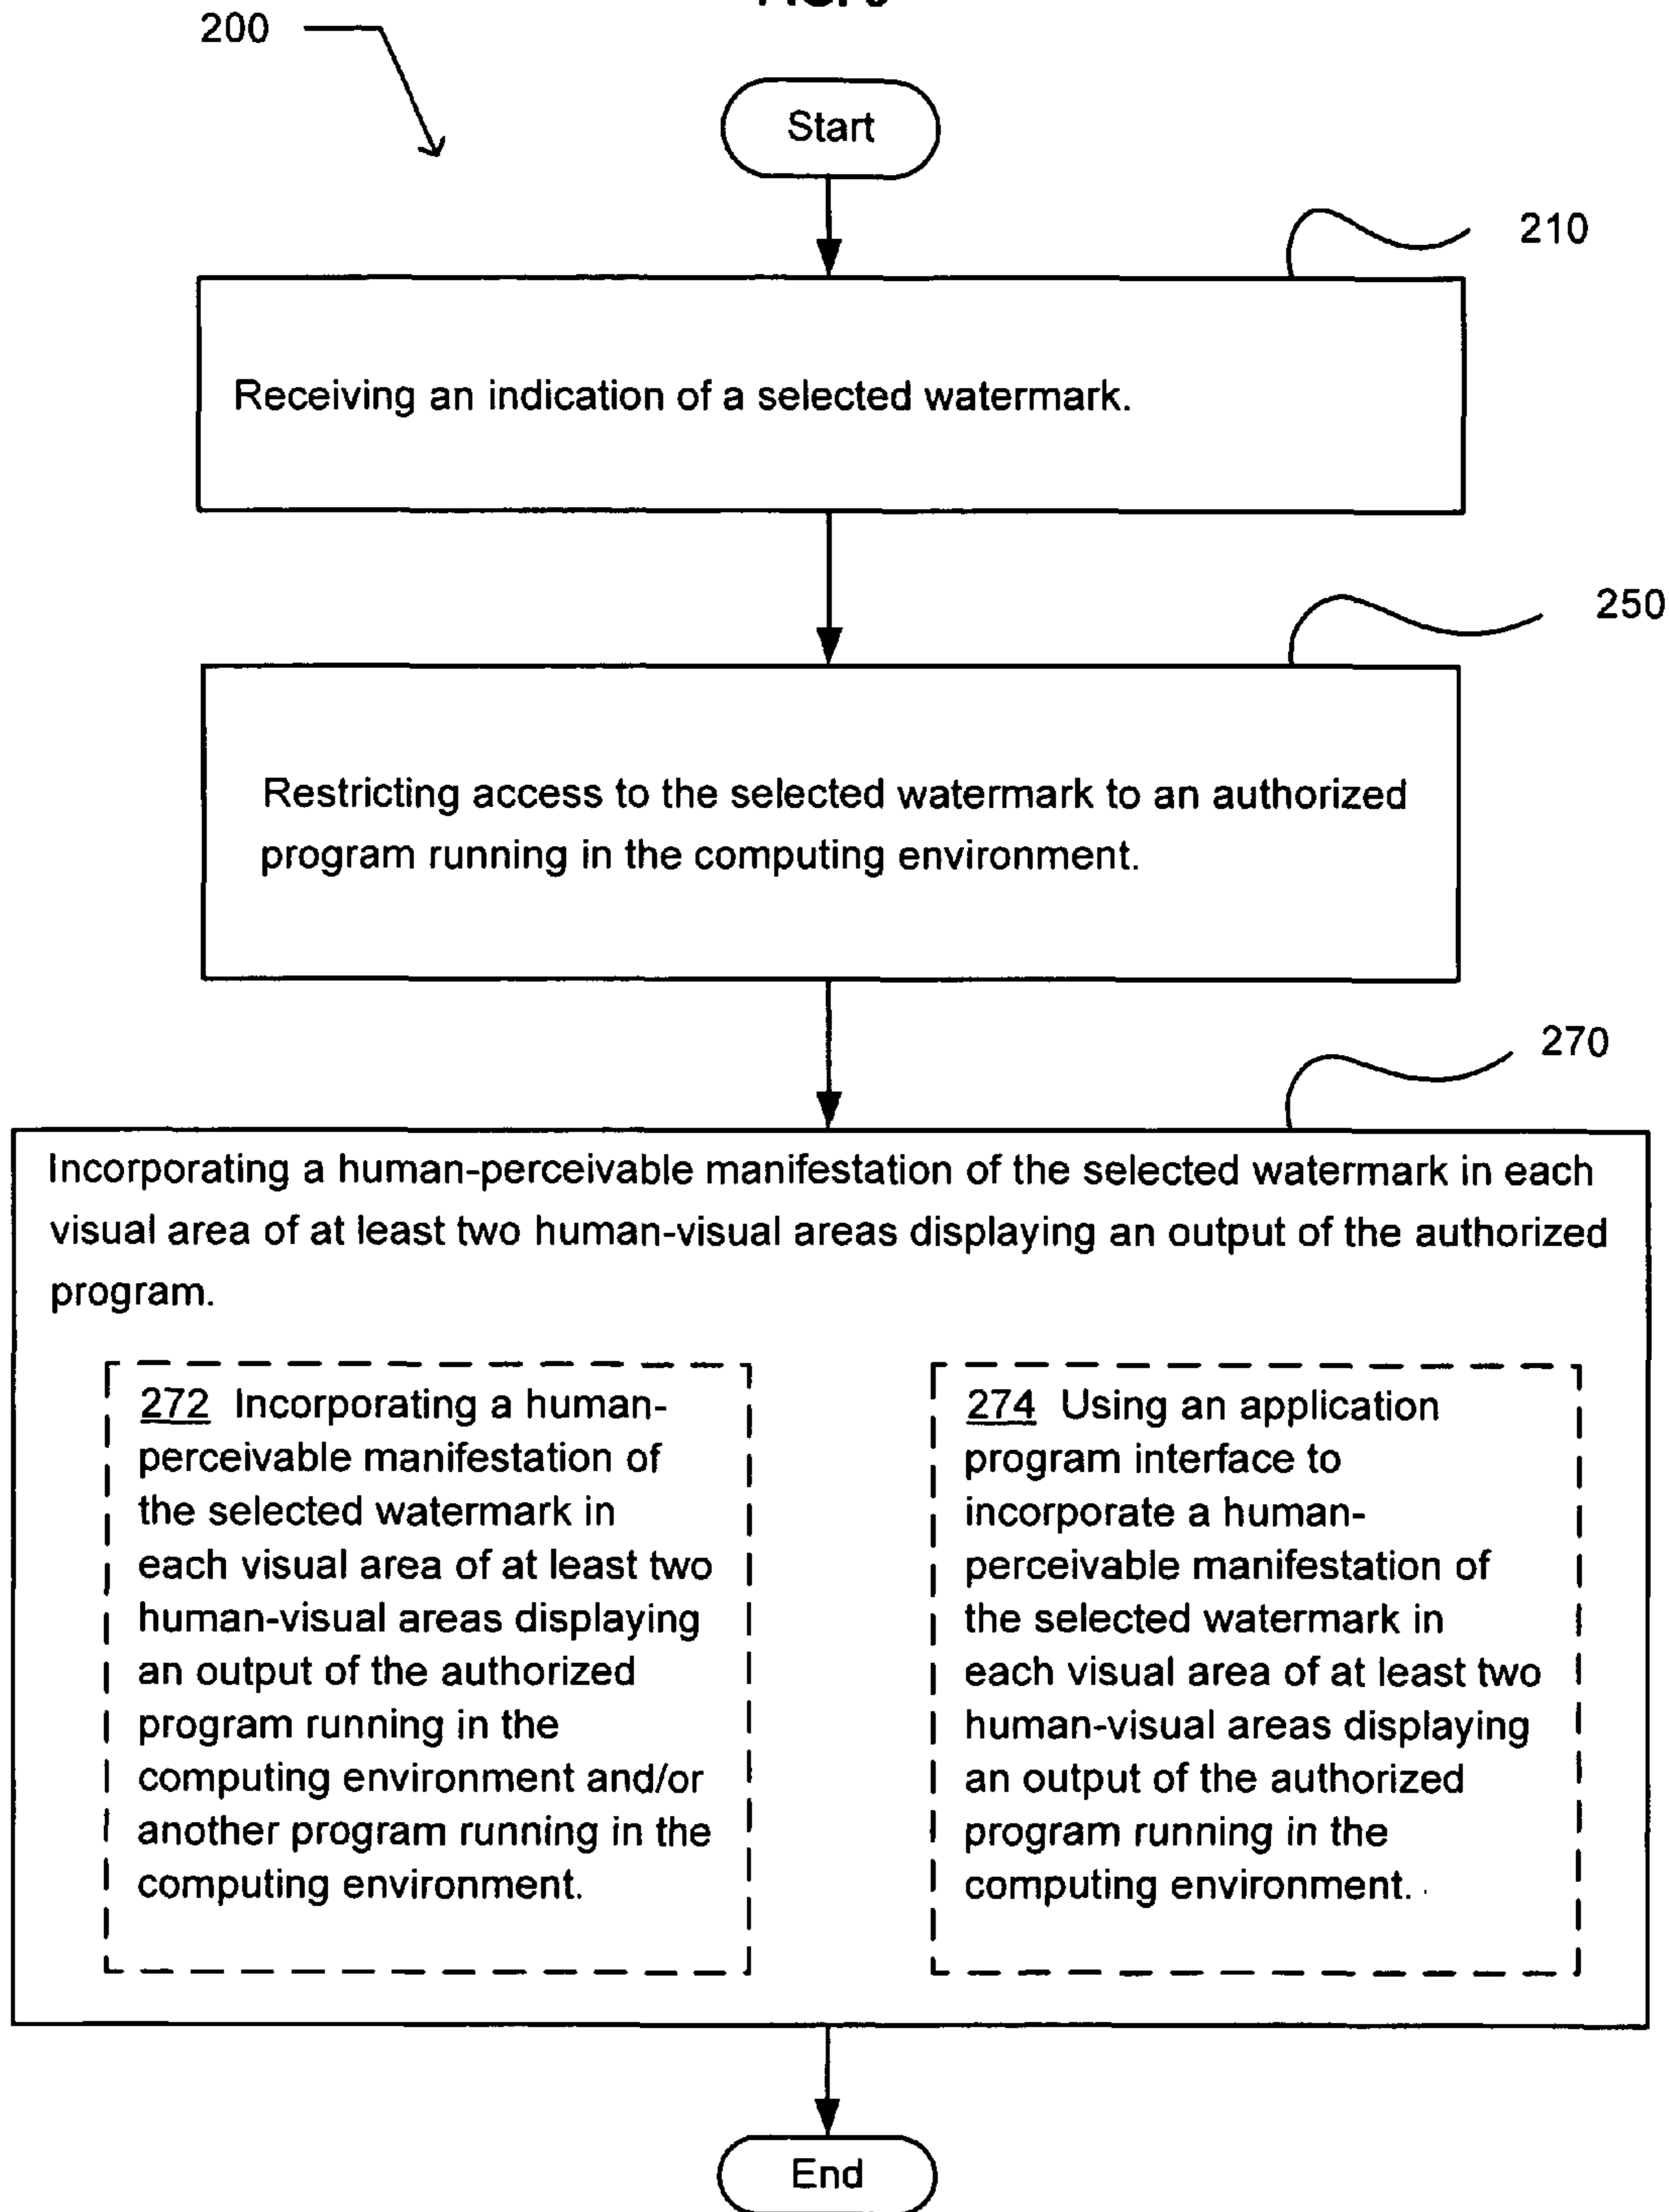 200
Start
210
Receiving an indication of a selected watermark.
250
Restricting access to the selected watermark to an authorized
program running in the computing environment.
270
Incorporating a human-perceivable manifestation of the selected watermark in each
visual area of at least two human-visual areas displaying an output of the authorized
program.
272 Incorporating a human-
perceivable manifestation of
the selected watermark in
each visual area of at least two
human-visual areas displaying
an output of the authorized
program running in the
computing environment and/or
another program running in the
computing environment.
274 Using an application
program interface to
incorporate a human-
perceivable manifestation of
the selected watermark in
each visual area of at least two
human-visual areas displaying
an output of the authorized
program running in the
computing environment.
End